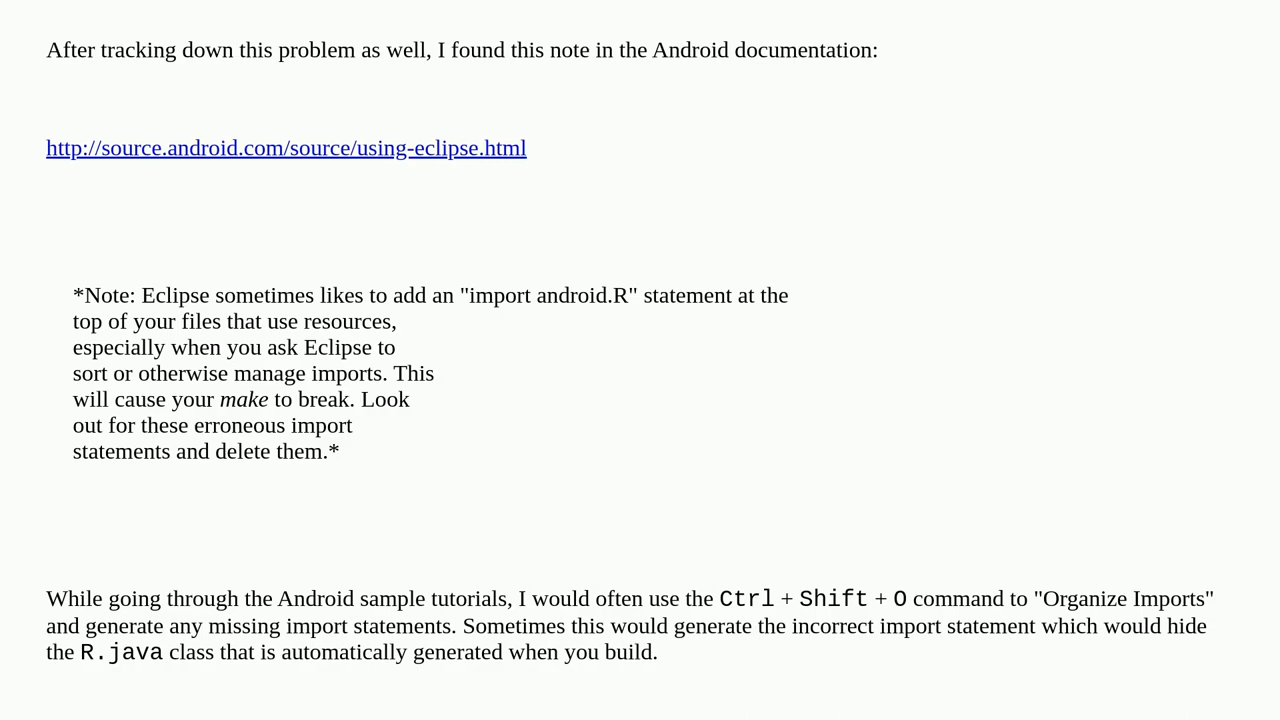 After tracking down this problem as well, I found this note in the Android documentation:
http://source.android.com/source/using-eclipse.html
*Note: Eclipse sometimes likes to add an "import android.R" statement at the
top of your files that use resources,
especially when you ask Eclipse to
sort or otherwise manage imports. This
will cause your make to break. Look
out for these erroneous import
statements and delete them.*
While going through the Android sample tutorials, I would often use the Ctrl + Shift + O command to "Organize Imports"
and generate any missing import statements. Sometimes this would generate the incorrect import statement which would hide
the R.java class that is automatically generated when you build.